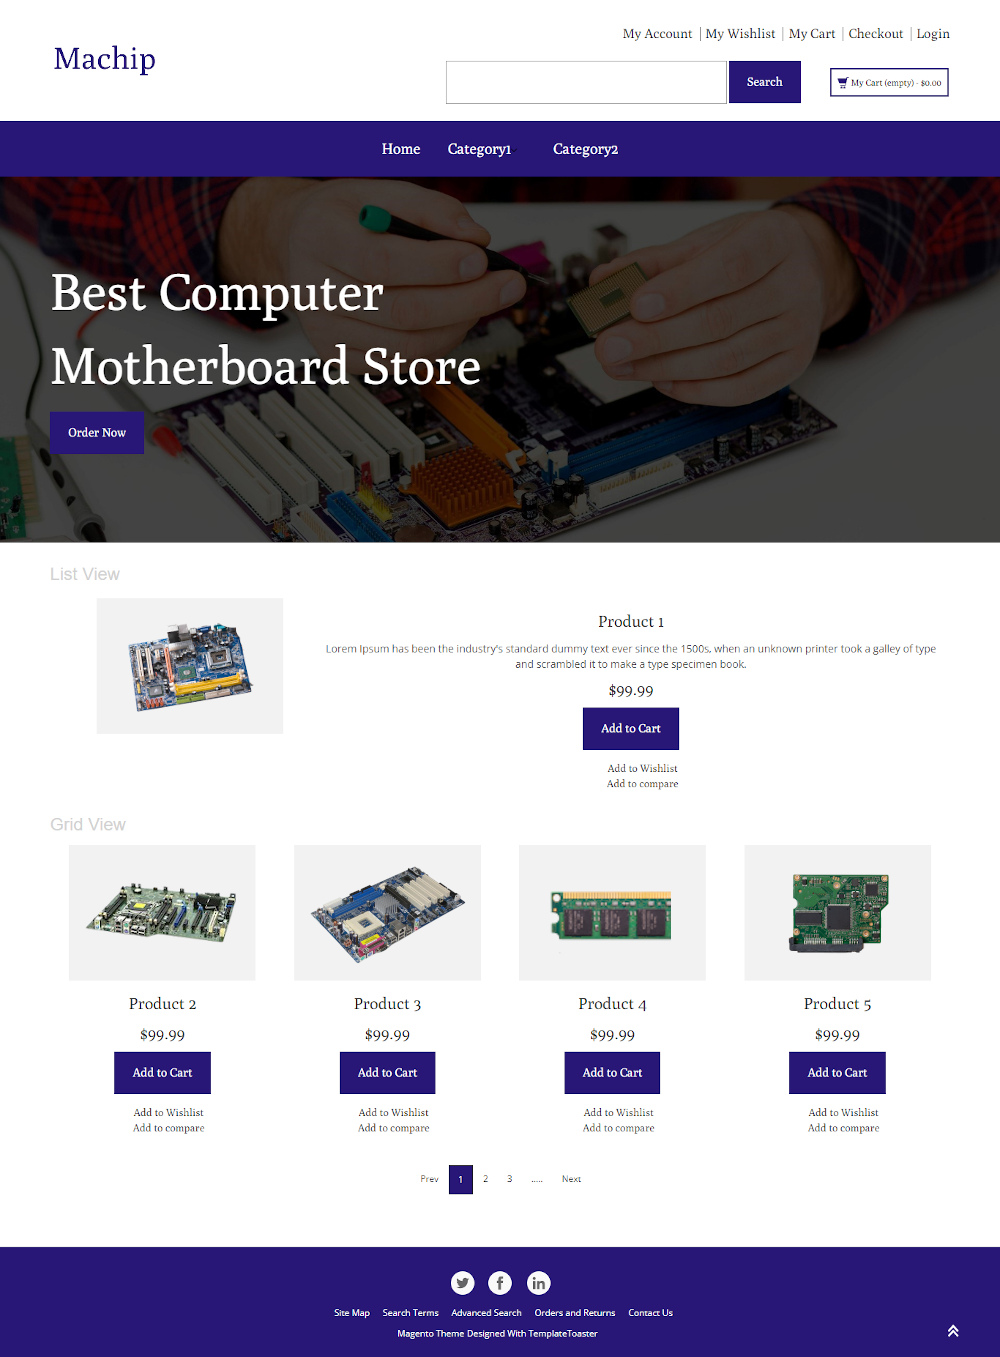 My Account | My Wishlist | My Cart | Checkout | Login
Machip
Search
My Cart (empty) - $0.00
Home Category1 Category2
Best Computer
Motherboard Store
Order Now
List View
Product 1
Lorem Ipsum has been the industry's standard dummy text ever since the 1500s, when an unknown printer took a galley of type
and scrambled it to make a type specimen book.
$99.99
Add to Cart
Add to Wishlist
Add to compare
Grid View
Product 2 Product 3 Product 4 Product 5
$99.99 $99.99 $99.99 $99.99
Add to Cart Add to Cart Add to Cart Add to Cart
Add to Wishlist Add to Wishlist Add to Wishlist Add to Wishlist
Add to compare Add to compare Add to compare Add to compare
Prev 1 2 3 ..... Next
Site Map Search Terms Advanced Search Orders and Returns Contact Us
Magento Theme Designed With TemplateToaster